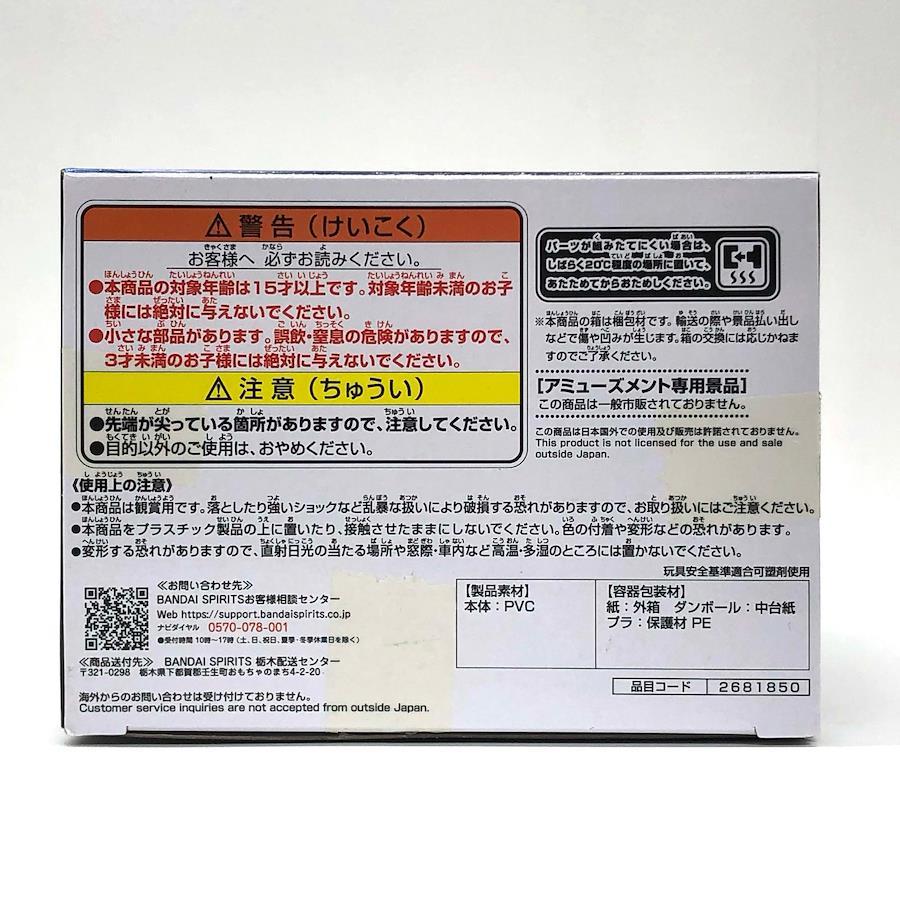 ⚠警告（けいこく）
お客様へ 必ずお読みください。
●本商品の対象年齢は15才以上です。対象年齢未満のお子
様には絶対に与えないでください。
●小さな部品があります。誤飲・窒息の危険がありますので、
3才未満のお子様には絶対に与えないでください。
⚠注意（ちゅうい）
●先端が尖っている箇所がありますので、注意してください。
●目的以外のご使用は、おやめください。
パーツが組みたてにくい場合は、
しばらく20℃程度の場所に置いて、
あたためてからおためしください。
※本商品の箱は梱包材です。輸送の際や景品払い出し
などで傷や凹みが生じます。箱の交換には応じかねま
すのでご了承ください。
【アミューズメント専用景品】
この商品は一般市販されておりません。
この商品は日本国外での使用及び販売は許諾されておりません。
This product is not licensed for the use and sale
outside Japan.
《使用上の注意》
●本商品は観賞用です。落としたり強いショックなど乱暴な扱いにより破損する恐れがありますので、お取り扱いにはご注意ください。
●本商品をプラスチック製品の上に置いたり、接触させたままにしないでください。色の付着や変形などの恐れがあります。
●変形する恐れがありますので、直射日光の当たる場所や窓際・車内など高温・多湿のところには置かないでください。
玩具安全基準適合可塑剤使用
≪お問い合わせ先≫
BANDAI SPIRITSお客様相談センター
Web https://support.bandaispirits.co.jp
ナビダイヤル 0570-078-001
●受付時間 10時～17時（土、日、祝日、夏季・冬季休業日を除く）
≪商品送付先≫ BANDAI SPIRITS 栃木配送センター
〒321-0298 栃木県下都賀郡壬生町おもちゃのまち4-2-20
海外からのお問い合わせは受け付けておりません。
Customer service inquiries are not accepted from outside Japan.
【製品素材】
本体：PVC
【容器包装材】
紙：外箱 ダンボール：中台紙
プラ：保護材 PE
品目コード 2681850